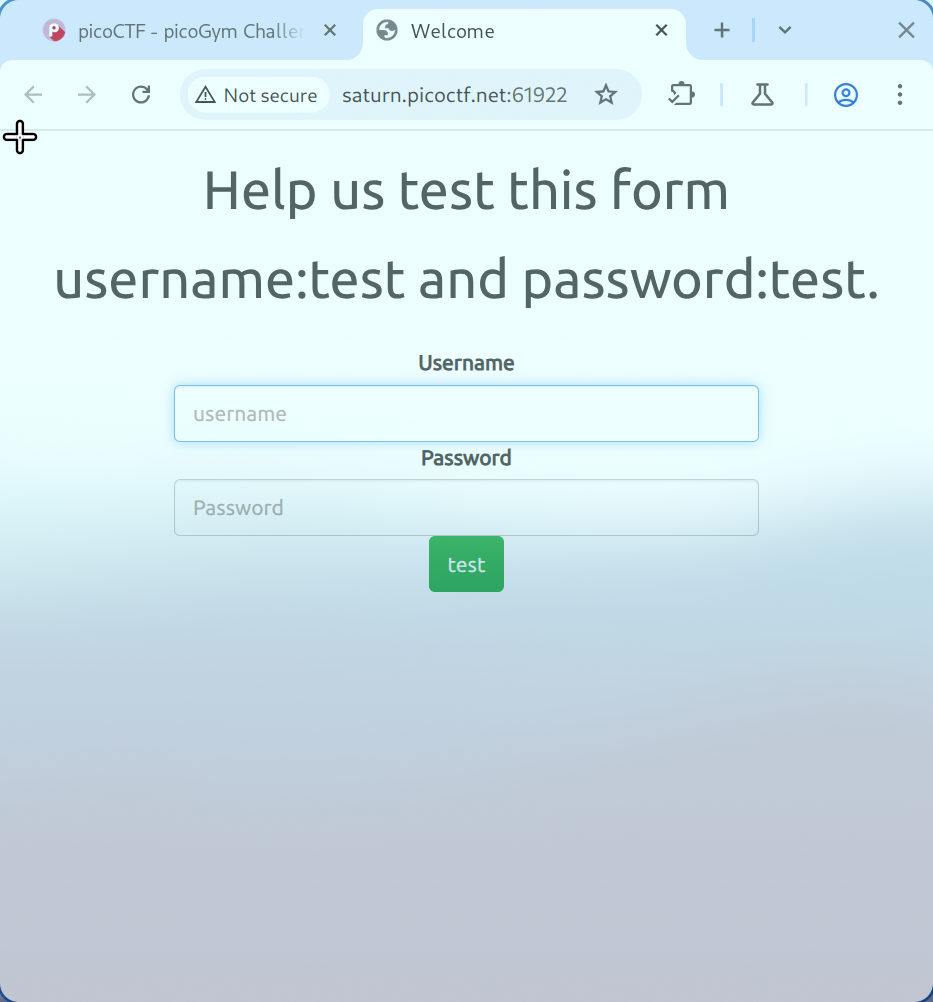 picoCTF - picoGym Challe
Welcome
Not secure
saturn.picoctf.net:61922
Help us test this form
username:test and password:test.
Username
username
Password
Password
test